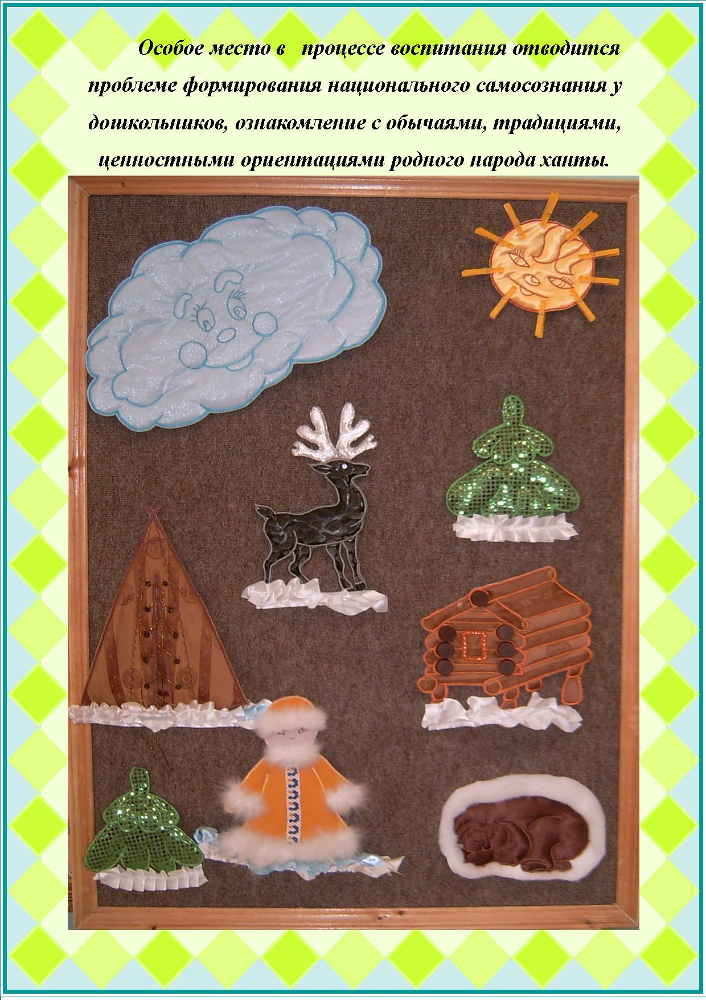 Особое место в процессе воспитания отводится
проблеме формирования национального самосознания у
дошкольников, ознакомление с обычаями, традициями,
ценностными ориентациями родного народа ханты.